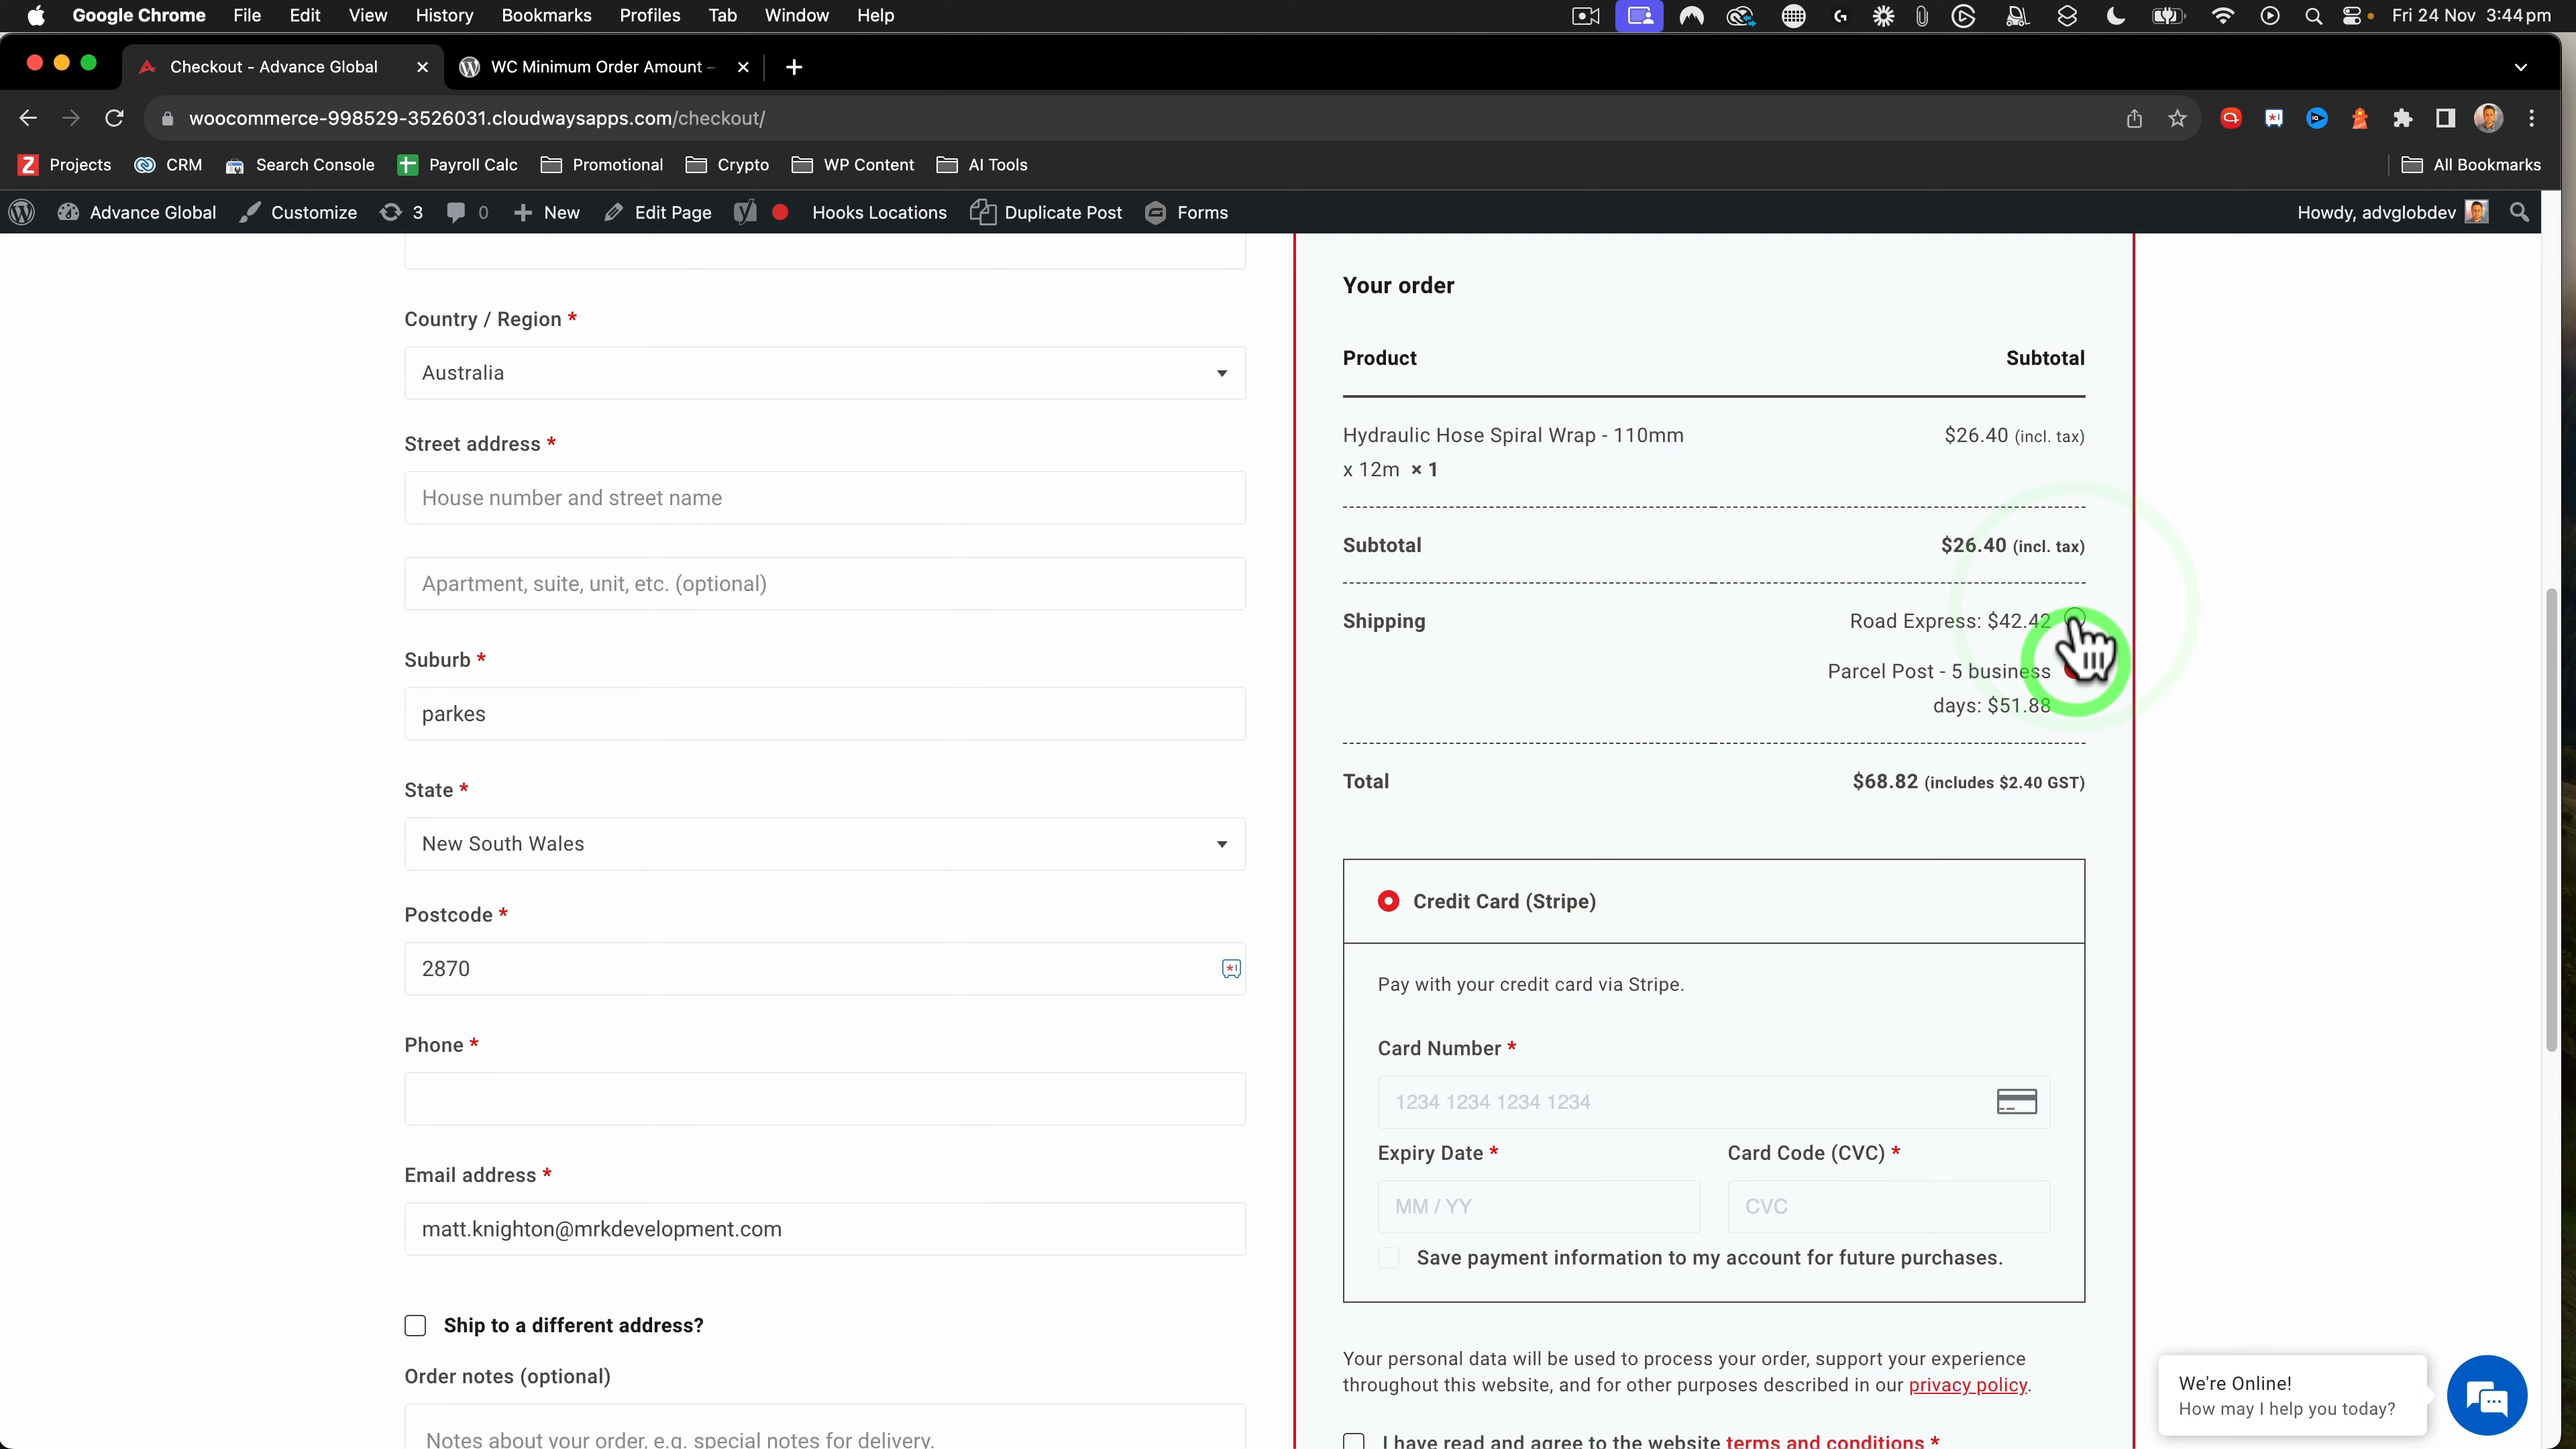 Google Chrome File Edit View History Bookmarks Profiles Tab Window Help Fri 24 Nov 3:44 pm
Checkout - Advance Global
WC Minimum Order Amount –
woocommerce-998529-3526031.cloudwaysapps.com/checkout/
Projects CRM Search Console Payroll Calc Promotional Crypto WP Content AI Tools All Bookmarks
Advance Global Customize 3 0 New Edit Page Hooks Locations Duplicate Post Forms Howdy, advglobdev
Country / Region *
Australia
Street address *
House number and street name
Apartment, suite, unit, etc. (optional)
Suburb *
parkes
State *
New South Wales
Postcode *
2870
Phone *
Email address *
matt.knighton@mrkdevelopment.com
Ship to a different address?
Order notes (optional)
Notes about your order, e.g. special notes for delivery.
Your order
Product Subtotal
Hydraulic Hose Spiral Wrap - 110mm $26.40 (incl. tax)
x 12m × 1
Subtotal $26.40 (incl. tax)
Shipping Road Express: $42.42
Parcel Post - 5 business
days: $51.88
Total $68.82 (includes $2.40 GST)
Credit Card (Stripe)
Pay with your credit card via Stripe.
Card Number *
1234 1234 1234 1234
Expiry Date * Card Code (CVC) *
MM / YY CVC
Save payment information to my account for future purchases.
Your personal data will be used to process your order, support your experience
throughout this website, and for other purposes described in our privacy policy.
I have read and agree to the website terms and conditions *
We're Online!
How may I help you today?